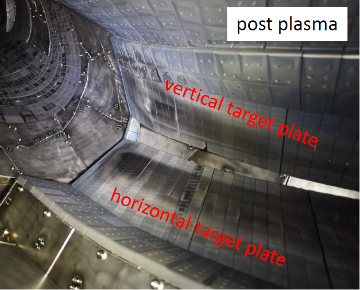 post plasma
vertical target plate
horizontal target plate